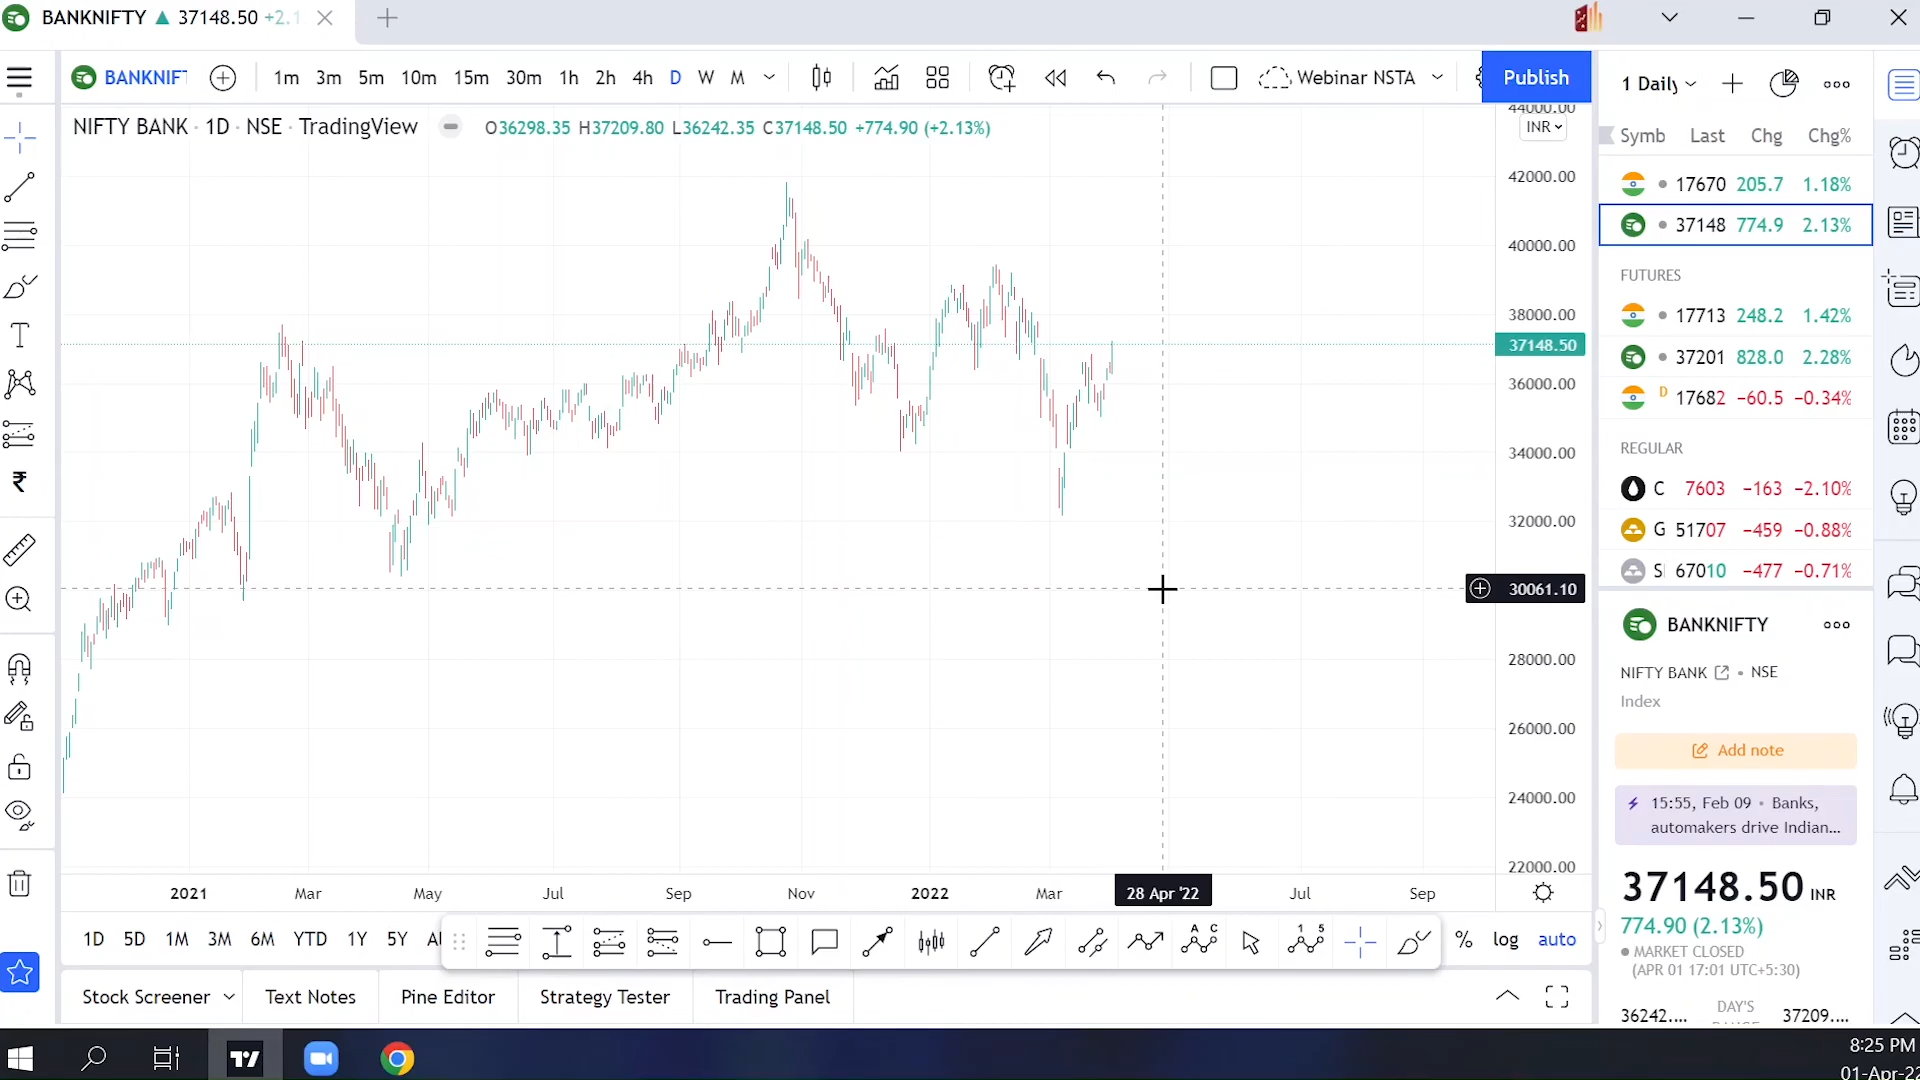 BANKNIFTY ▲ 37148.50 +2.1
BANKNIFT
1m 3m 5m 10m 15m 30m 1h 2h 4h D W M
Webinar NSTA
Publish
NIFTY BANK · 1D · NSE · TradingView
O36298.35 H37209.80 L36242.35 C37148.50 +774.90 (+2.13%)
INR
44000.00
42000.00
40000.00
38000.00
37148.50
36000.00
34000.00
32000.00
30061.10
28000.00
26000.00
24000.00
22000.00
2021 Mar May Jul Sep Nov 2022 Mar 28 Apr '22 Jul Sep
1D 5D 1M 3M 6M YTD 1Y 5Y Al
% log auto
Stock Screener Text Notes Pine Editor Strategy Tester Trading Panel
1 Daily
Symb Last Chg Chg%
17670 205.7 1.18%
37148 774.9 2.13%
FUTURES
17713 248.2 1.42%
37201 828.0 2.28%
D 17682 −60.5 −0.34%
REGULAR
C 7603 −163 −2.10%
G 51707 −459 −0.88%
SI 67010 −477 −0.71%
BANKNIFTY
NIFTY BANK • NSE
Index
Add note
15:55, Feb 09 • Banks,
automakers drive Indian...
37148.50 INR
774.90 (2.13%)
MARKET CLOSED
(APR 01 17:01 UTC+5:30)
36242.... DAY'S 37209....
8:25 PM
01-Apr-22